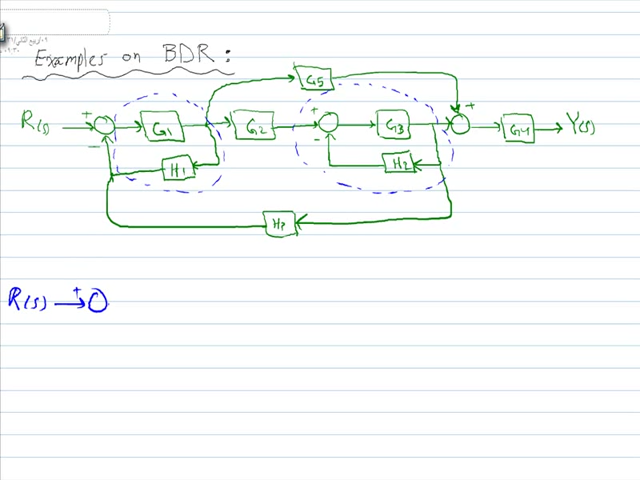 Examples on BDR :
G5
R(s) + G1 G2 + G3 + G4 Y(s)
- -
H1 H2
H3
R(s) +